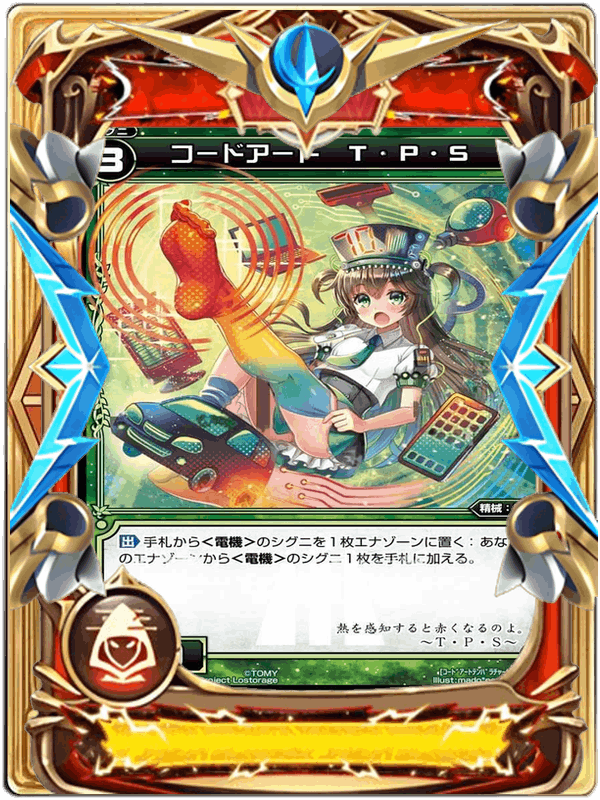 3
コードアート T・P・S
精械:
出 手札から<電機>のシグニを1枚エナゾーンに置く:あな
のエナゾーンから<電機>のシグニ1枚を手札に加える。
熱を感知すると赤くなるのよ。
～T・P・S～
©TOMY
Project Lostorage
Illust:mado